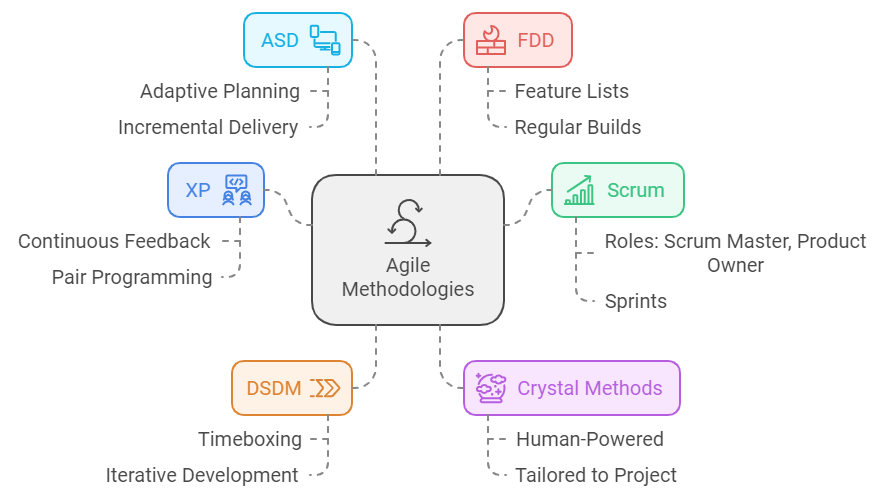 ASD
Adaptive Planning
Incremental Delivery
FDD
Feature Lists
Regular Builds
XP
Continuous Feedback
Pair Programming
Agile
Methodologies
Scrum
Roles: Scrum Master, Product
Owner
Sprints
DSDM
Timeboxing
Iterative Development
Crystal Methods
Human-Powered
Tailored to Project